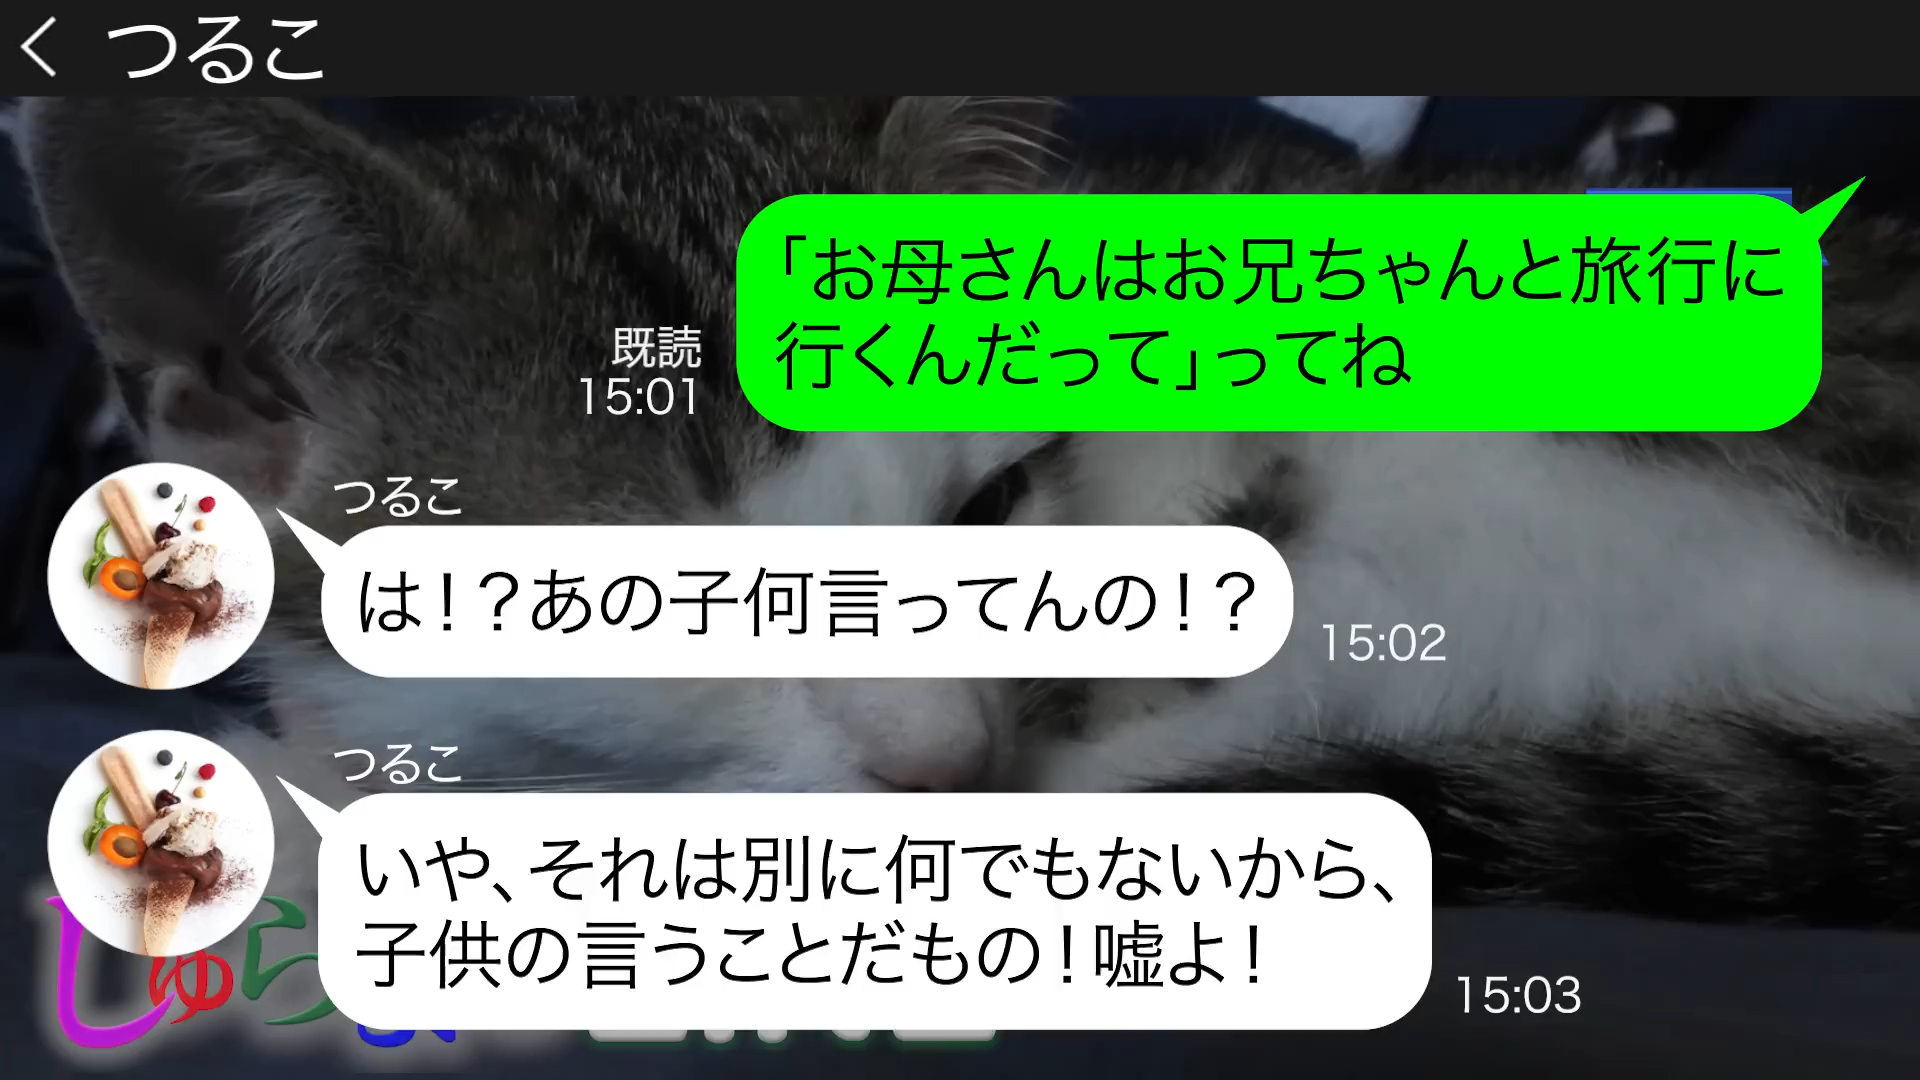 つるこ
「お母さんはお兄ちゃんと旅行に
行くんだって」ってね
既読
15:01
つるこ
は！？あの子何言ってんの！？
15:02
つるこ
いや、それは別に何でもないから、
子供の言うことだもの！嘘よ！
15:03
しゅら